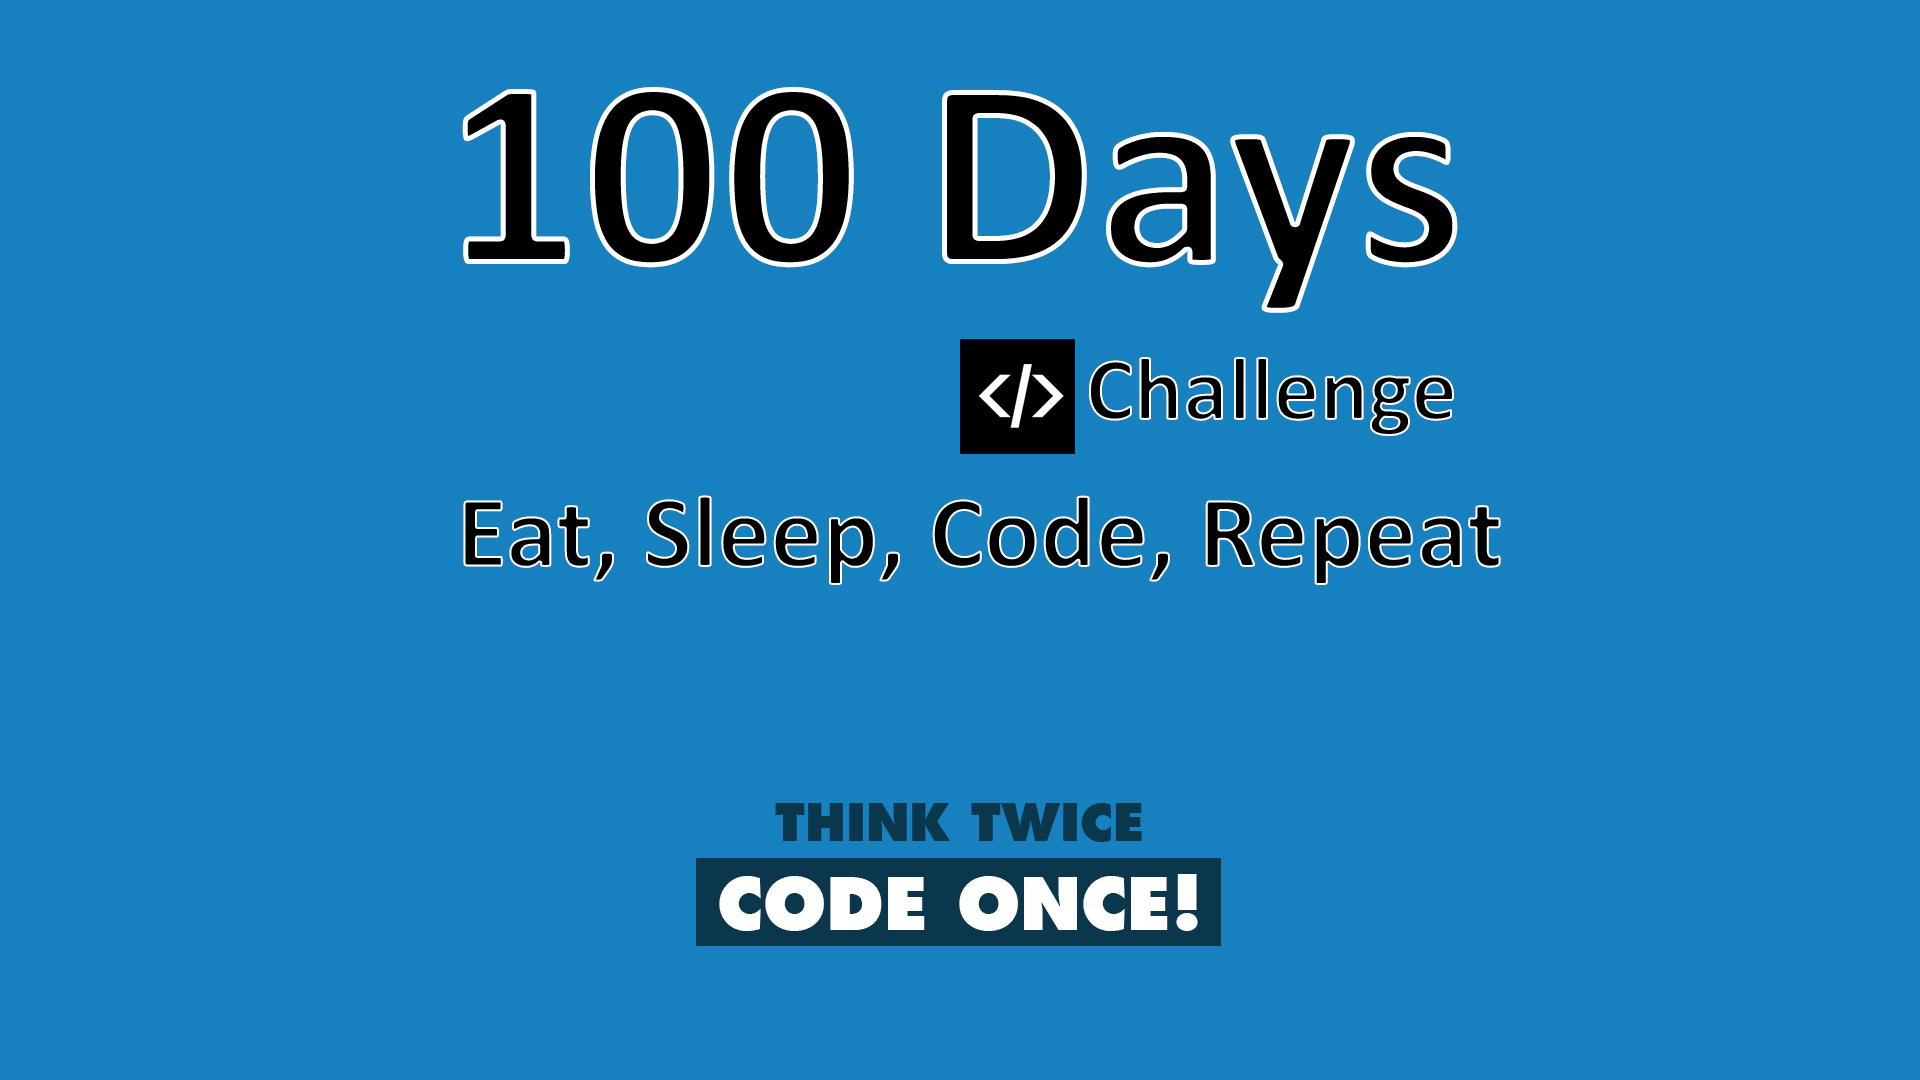 100 Days
</> Challenge
Eat, Sleep, Code, Repeat
THINK TWICE
CODE ONCE!